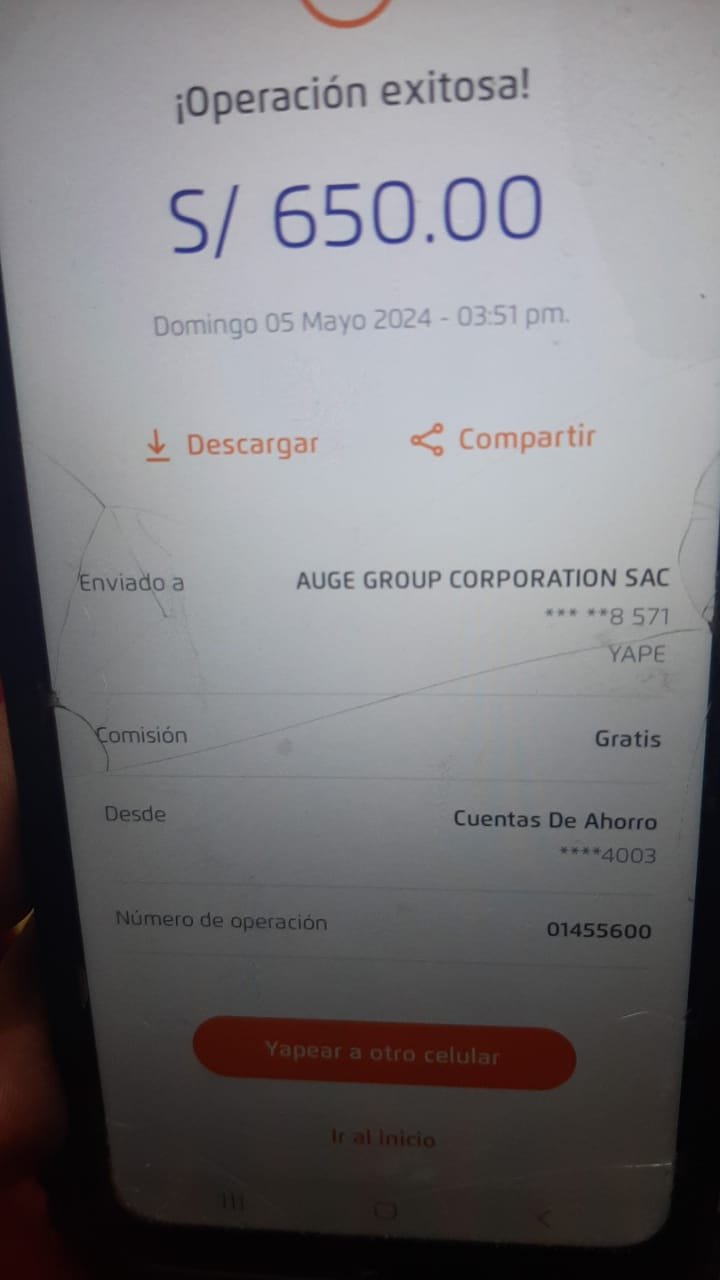 ¡Operación exitosa!
S/ 650.00
Domingo 05 Mayo 2024 - 03:51 pm.
Descargar
Compartir
Enviado a
AUGE GROUP CORPORATION SAC
*** **8 571
YAPE
Comisión
Gratis
Desde
Cuentas De Ahorro
****4003
Número de operación
01455600
Yapear a otro celular
Ir al inicio